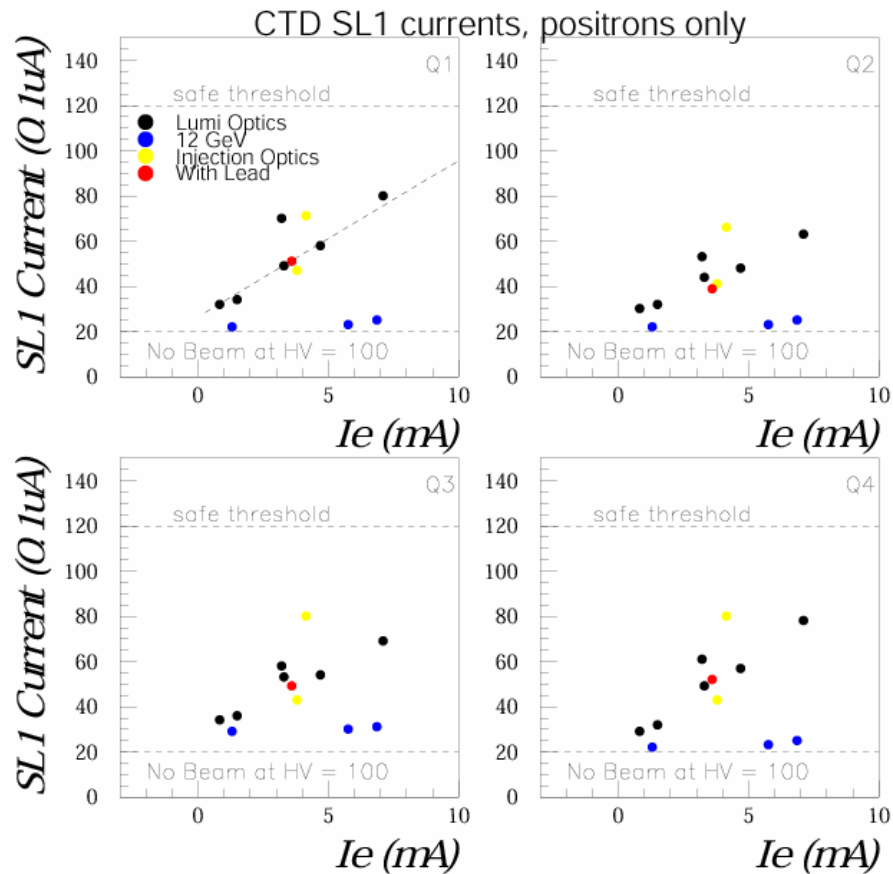 CTD SL1 currents, positrons only
SL1 Current (0.1uA)
140
120
100
80
60
40
20
0
Q1
safe threshold
Lumi Optics
12 GeV
Injection Optics
With Lead
No Beam at HV = 100
0 5 10
Ie (mA)
140
120
100
80
60
40
20
0
Q2
safe threshold
No Beam at HV = 100
0 5 10
Ie (mA)
SL1 Current (0.1uA)
140
120
100
80
60
40
20
0
Q3
safe threshold
No Beam at HV = 100
0 5 10
Ie (mA)
140
120
100
80
60
40
20
0
Q4
safe threshold
No Beam at HV = 100
0 5 10
Ie (mA)